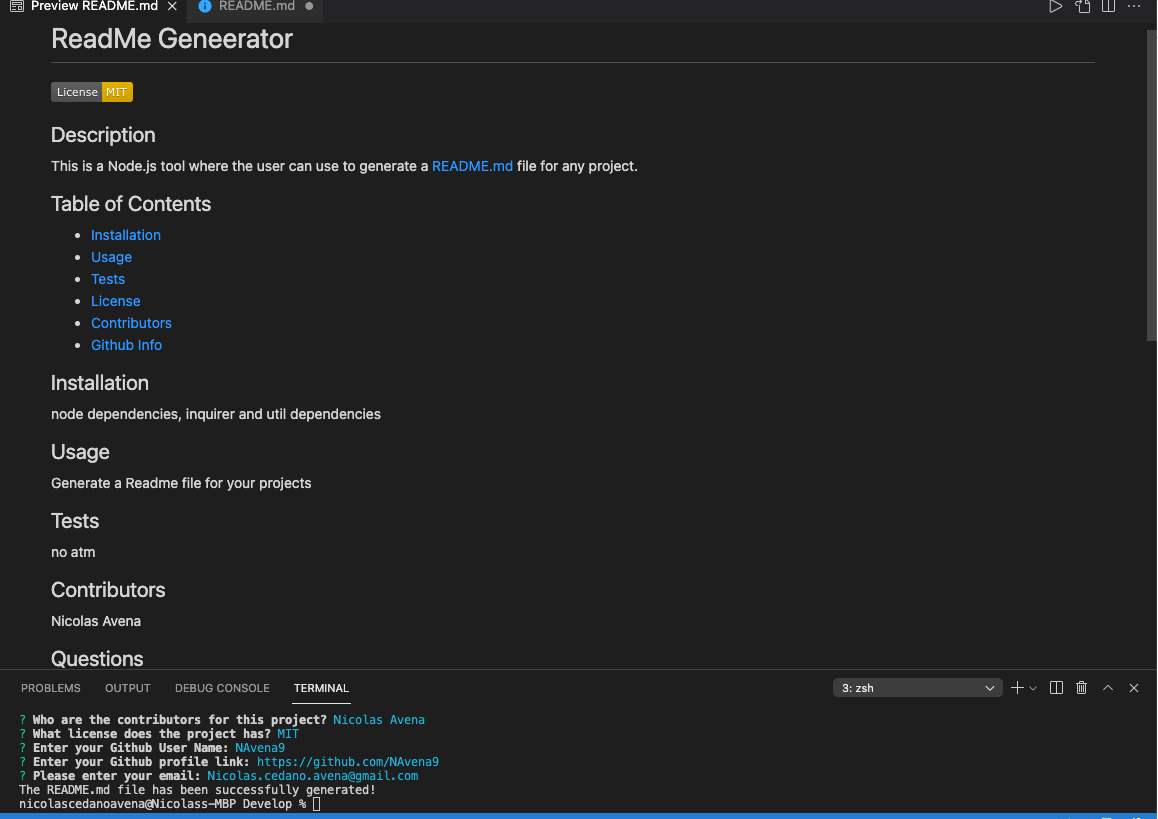 Preview README.md
README.md
ReadMe Geneerator
License MIT
Description
This is a Node.js tool where the user can use to generate a README.md file for any project.
Table of Contents
Installation
Usage
Tests
License
Contributors
Github Info
Installation
node dependencies, inquirer and util dependencies
Usage
Generate a Readme file for your projects
Tests
no atm
Contributors
Nicolas Avena
Questions
PROBLEMS OUTPUT DEBUG CONSOLE TERMINAL 3: zsh
? Who are the contributors for this project? Nicolas Avena
? What license does the project has? MIT
? Enter your Github User Name: NAvena9
? Enter your Github profile link: https://github.com/NAvena9
? Please enter your email: Nicolas.cedano.avena@gmail.com
The README.md file has been successfully generated!
nicolascedanoavena@Nicolass-MBP Develop %